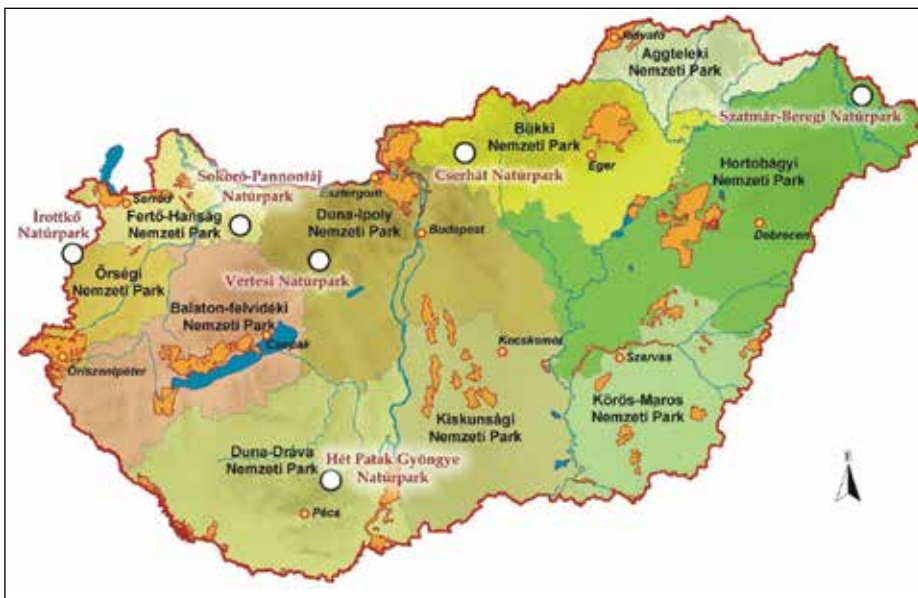 Jósvafő
Aggteleki
Nemzeti Park
Szatmár-Beregi Natúrpark
Bükki
Nemzeti Park
Eger
Cserhát Natúrpark
Hortobágyi
Nemzeti Park
Debrecen
Sokoró-Pannontáj
Natúrpark
Esztergom
Sarród
Fertő-Hanság
Nemzeti Park
Duna-Ipoly
Nemzeti Park
Budapest
Írottkő
Natúrpark
Őrségi
Nemzeti Park
Vértesi Natúrpark
Balaton-felvidéki
Nemzeti Park
Csopak
Őriszentpéter
Kecskemét
Szarvas
Körös-Maros
Nemzeti Park
Kiskunsági
Nemzeti Park
Duna-Dráva
Nemzeti Park
Hét Patak Gyöngye
Natúrpark
Pécs